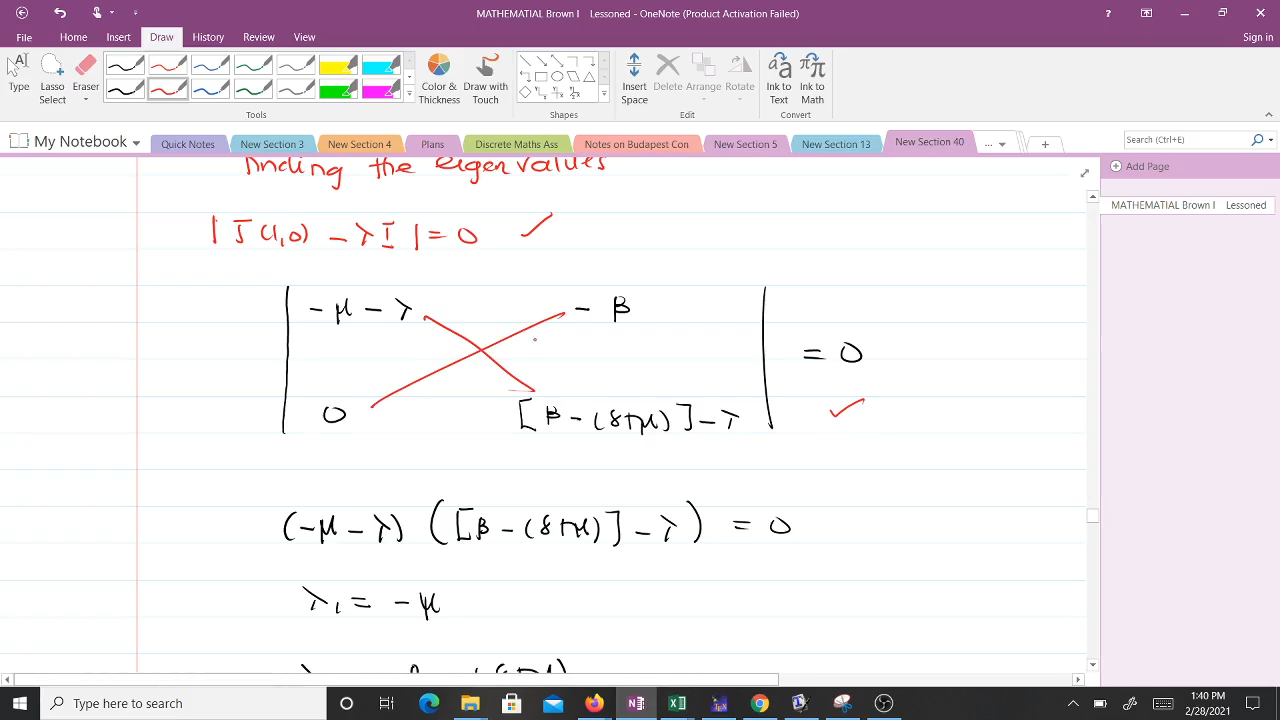 MATHEMATIAL Brown I Lessoned - OneNote (Product Activation Failed)
File Home Insert Draw History Review View Sign in
Type Lasso Select Eraser Color & Thickness Draw with Touch Insert Space Delete Arrange Rotate Ink to Text Ink to Math
Tools Shapes Edit Convert
My Notebook Quick Notes New Section 3 New Section 4 Plans Discrete Maths Ass Notes on Budapest Con New Section 5 New Section 13 New Section 40 ... Search (Ctrl+E)
Add Page
MATHEMATIAL Brown I Lessoned
finding the eigenvalues
| J(1,0) - λI | = 0 ✓
-μ - λ - β
= 0
0 [β - (δ+μ)] - λ ✓
(-μ - λ) ([β - (δ+μ)] - λ) = 0
λ₁ = - μ
Type here to search
1:40 PM
2/28/2021